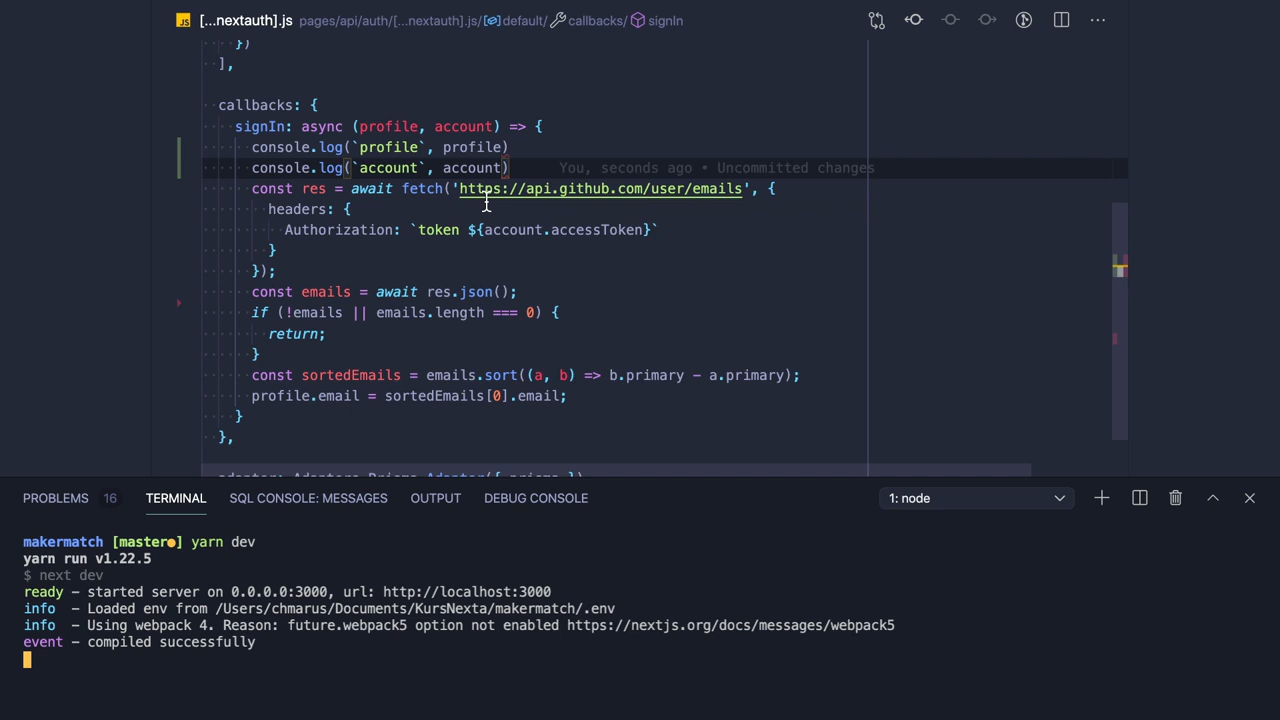 JS [...nextauth].js pages/api/auth/[...nextauth].js/ default/ callbacks/ signIn
})
],
callbacks: {
signIn: async (profile, account) => {
console.log(`profile`, profile)
console.log(`account`, account) You, seconds ago • Uncommitted changes
const res = await fetch('https://api.github.com/user/emails', {
headers: {
Authorization: `token ${account.accessToken}`
}
});
const emails = await res.json();
if (!emails || emails.length === 0) {
return;
}
const sortedEmails = emails.sort((a, b) => b.primary - a.primary);
profile.email = sortedEmails[0].email;
}
},
adapter: Adapters.Prisma.Adapter({ prisma })
PROBLEMS 16 TERMINAL SQL CONSOLE: MESSAGES OUTPUT DEBUG CONSOLE 1: node
makermatch [master●] yarn dev
yarn run v1.22.5
$ next dev
ready - started server on 0.0.0.0:3000, url: http://localhost:3000
info - Loaded env from /Users/chmarus/Documents/KursNexta/makermatch/.env
info - Using webpack 4. Reason: future.webpack5 option not enabled https://nextjs.org/docs/messages/webpack5
event - compiled successfully